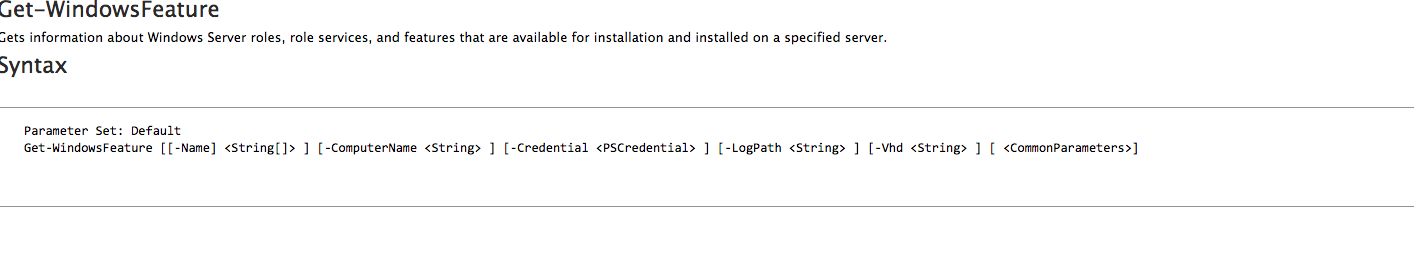 Get-WindowsFeature
Gets information about Windows Server roles, role services, and features that are available for installation and installed on a specified server.
Syntax
Parameter Set: Default
Get-WindowsFeature [[-Name] <String[]> ] [-ComputerName <String> ] [-Credential <PSCredential> ] [-LogPath <String> ] [-Vhd <String> ] [ <CommonParameters>]